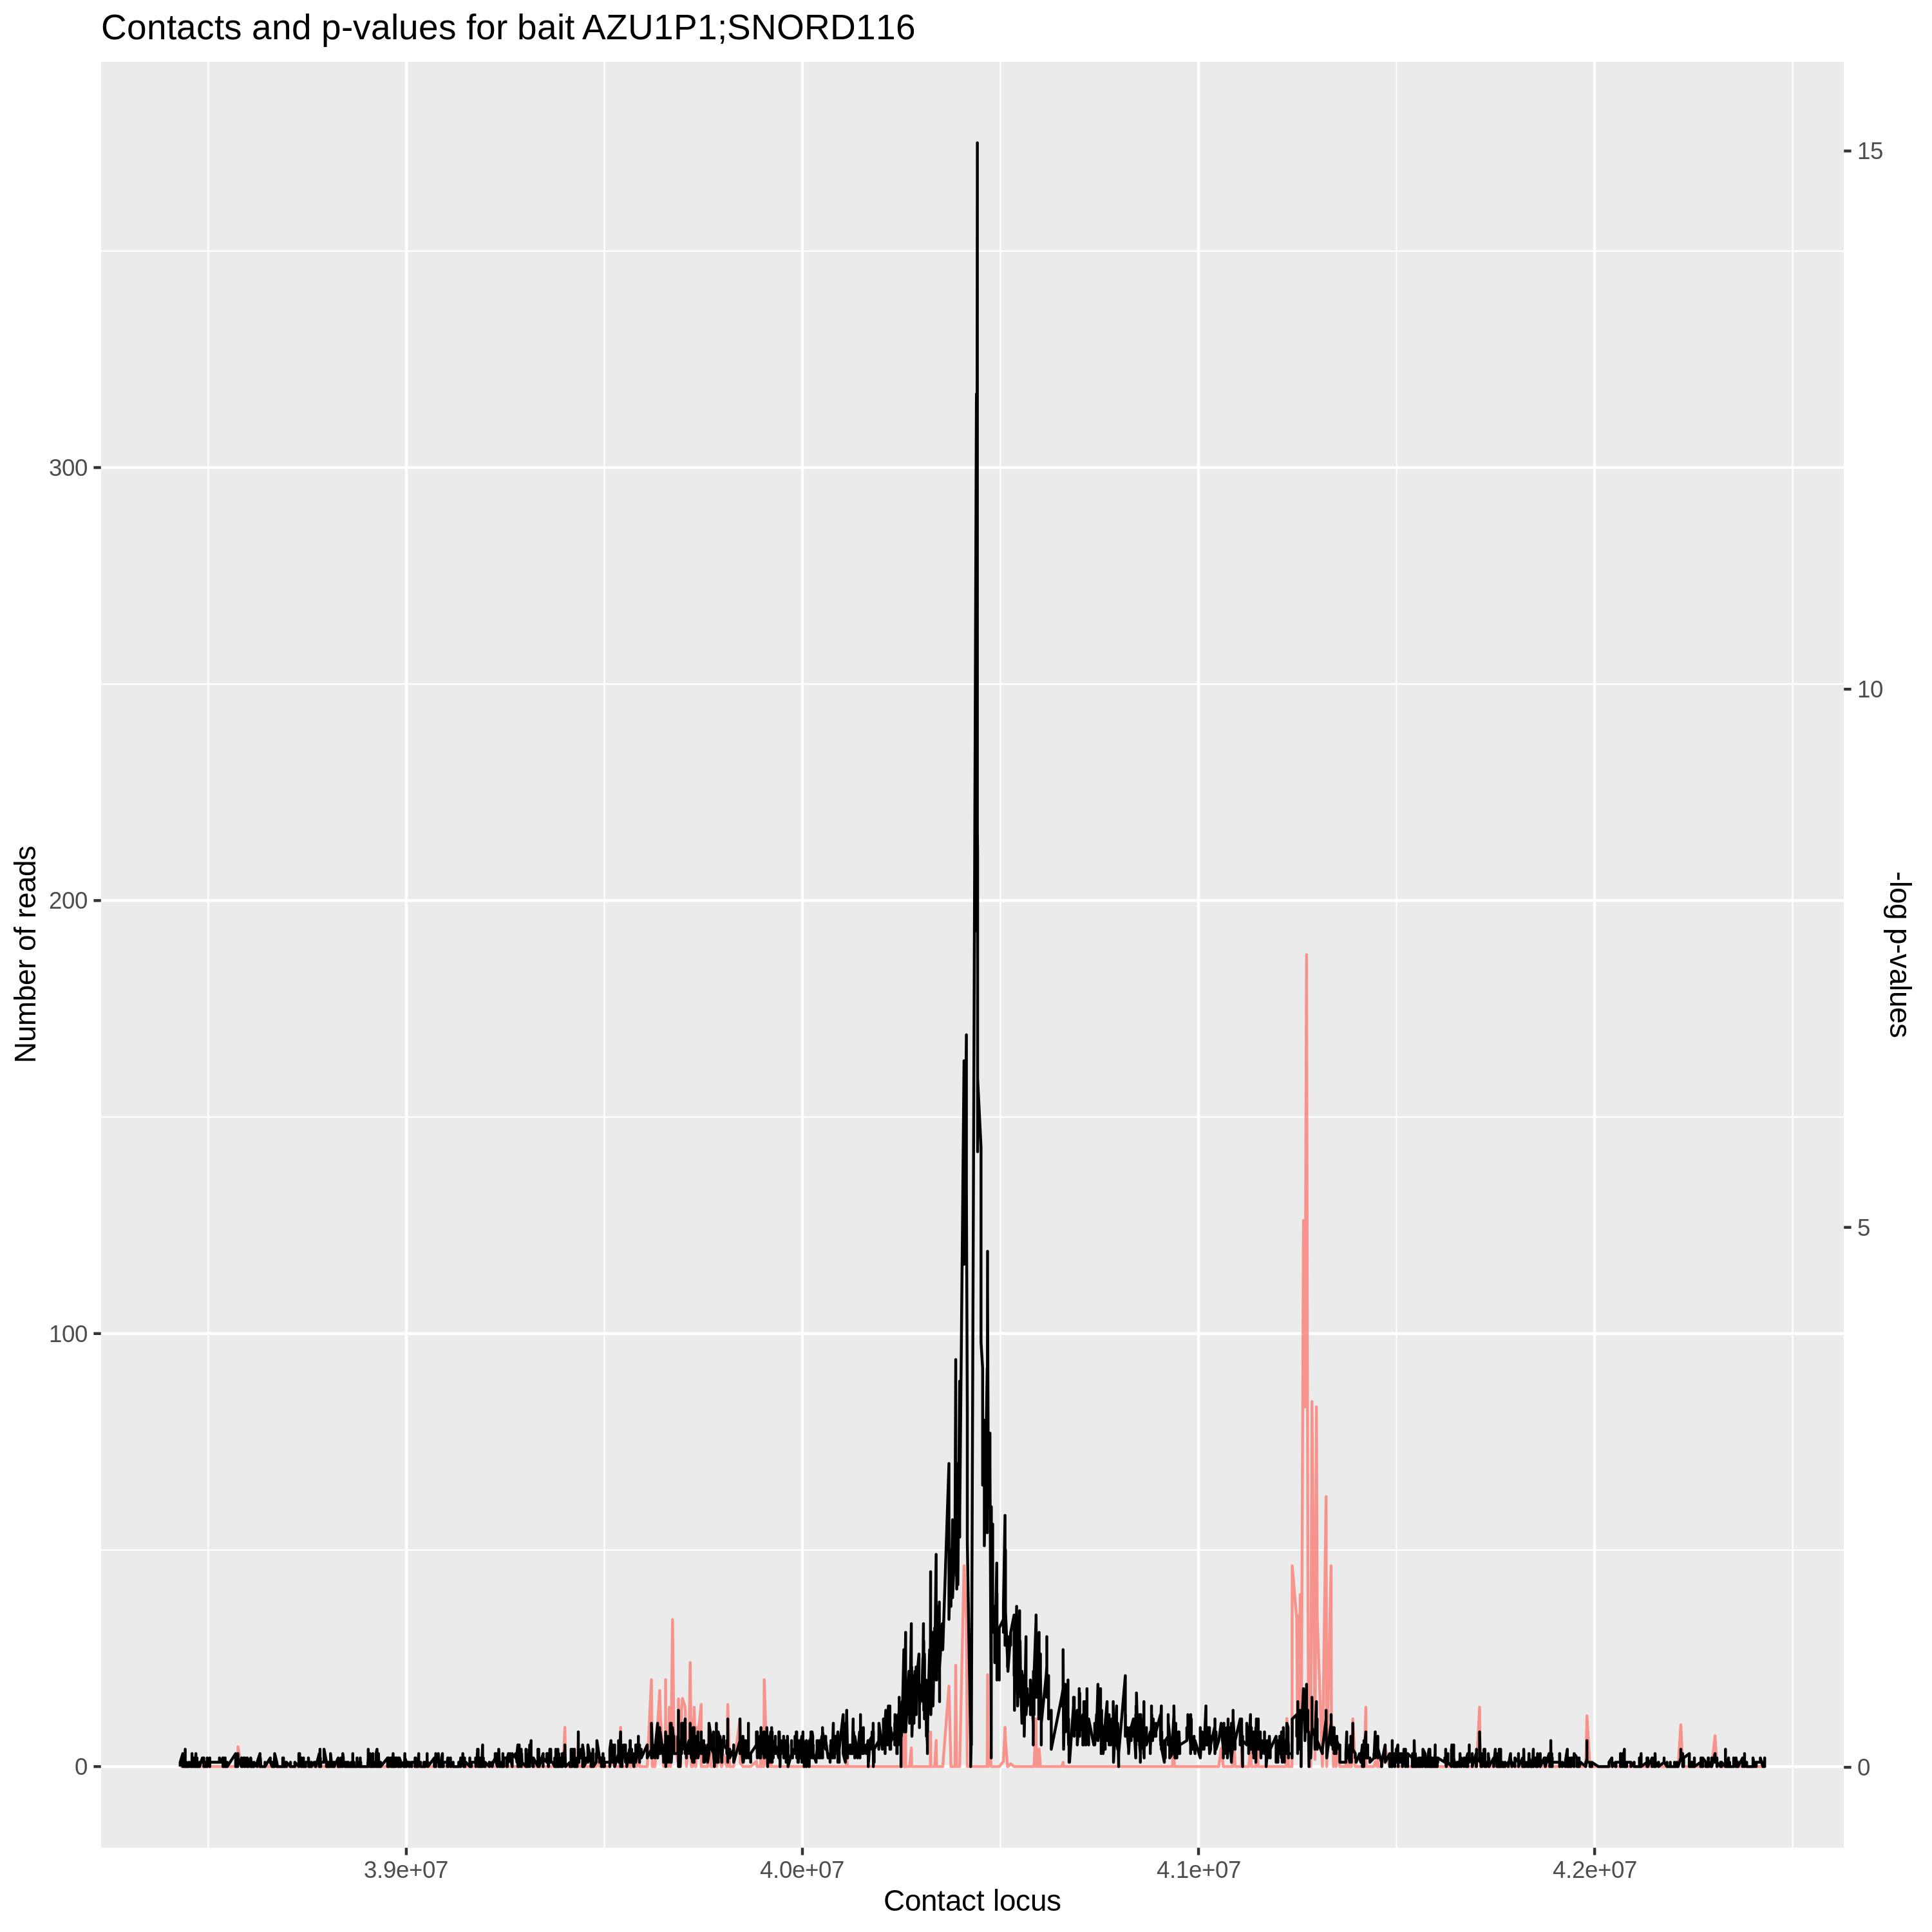 Contacts and p-values for bait AZU1P1;SNORD116
Number of reads
300
200
100
0
15
10
5
0
-log p-values
3.9e+07
4.0e+07
4.1e+07
4.2e+07
Contact locus